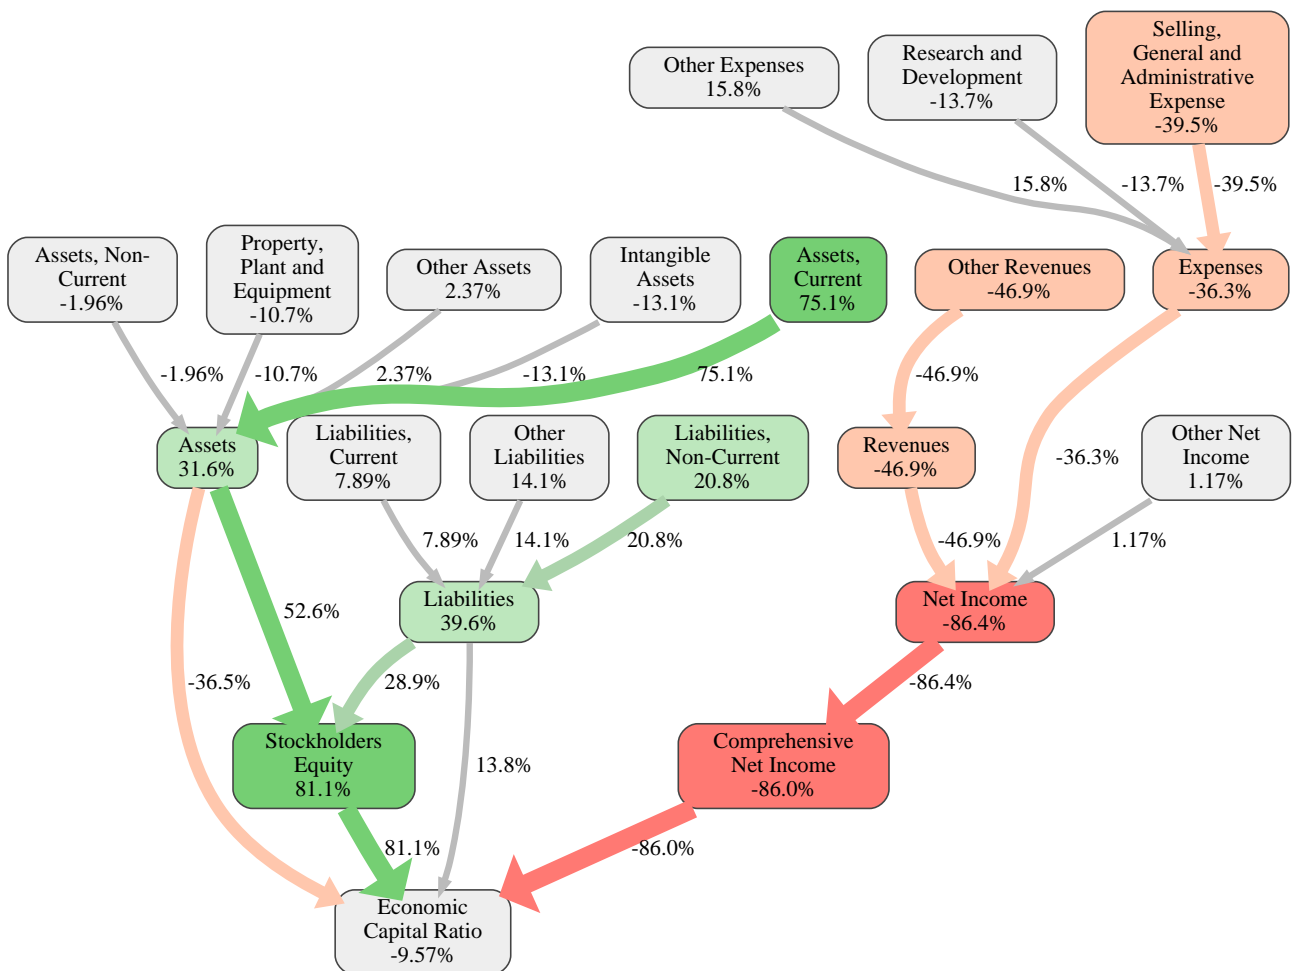 Selling,
General and
Administrative
Expense
-39.5%
Research and
Development
-13.7%
Other Expenses
15.8%
15.8%
-13.7%
-39.5%
Assets, Non-
Current
-1.96%
Property,
Plant and
Equipment
-10.7%
Other Assets
2.37%
Intangible
Assets
-13.1%
Assets,
Current
75.1%
Other Revenues
-46.9%
Expenses
-36.3%
-1.96%
-10.7%
2.37%
-13.1%
75.1%
-46.9%
Assets
31.6%
Liabilities,
Current
7.89%
Other
Liabilities
14.1%
Liabilities,
Non-Current
20.8%
Revenues
-46.9%
-36.3%
Other Net
Income
1.17%
7.89%
14.1%
20.8%
-46.9%
1.17%
52.6%
Liabilities
39.6%
Net Income
-86.4%
-36.5%
28.9%
-86.4%
Stockholders
Equity
81.1%
13.8%
Comprehensive
Net Income
-86.0%
81.1%
-86.0%
Economic
Capital Ratio
-9.57%